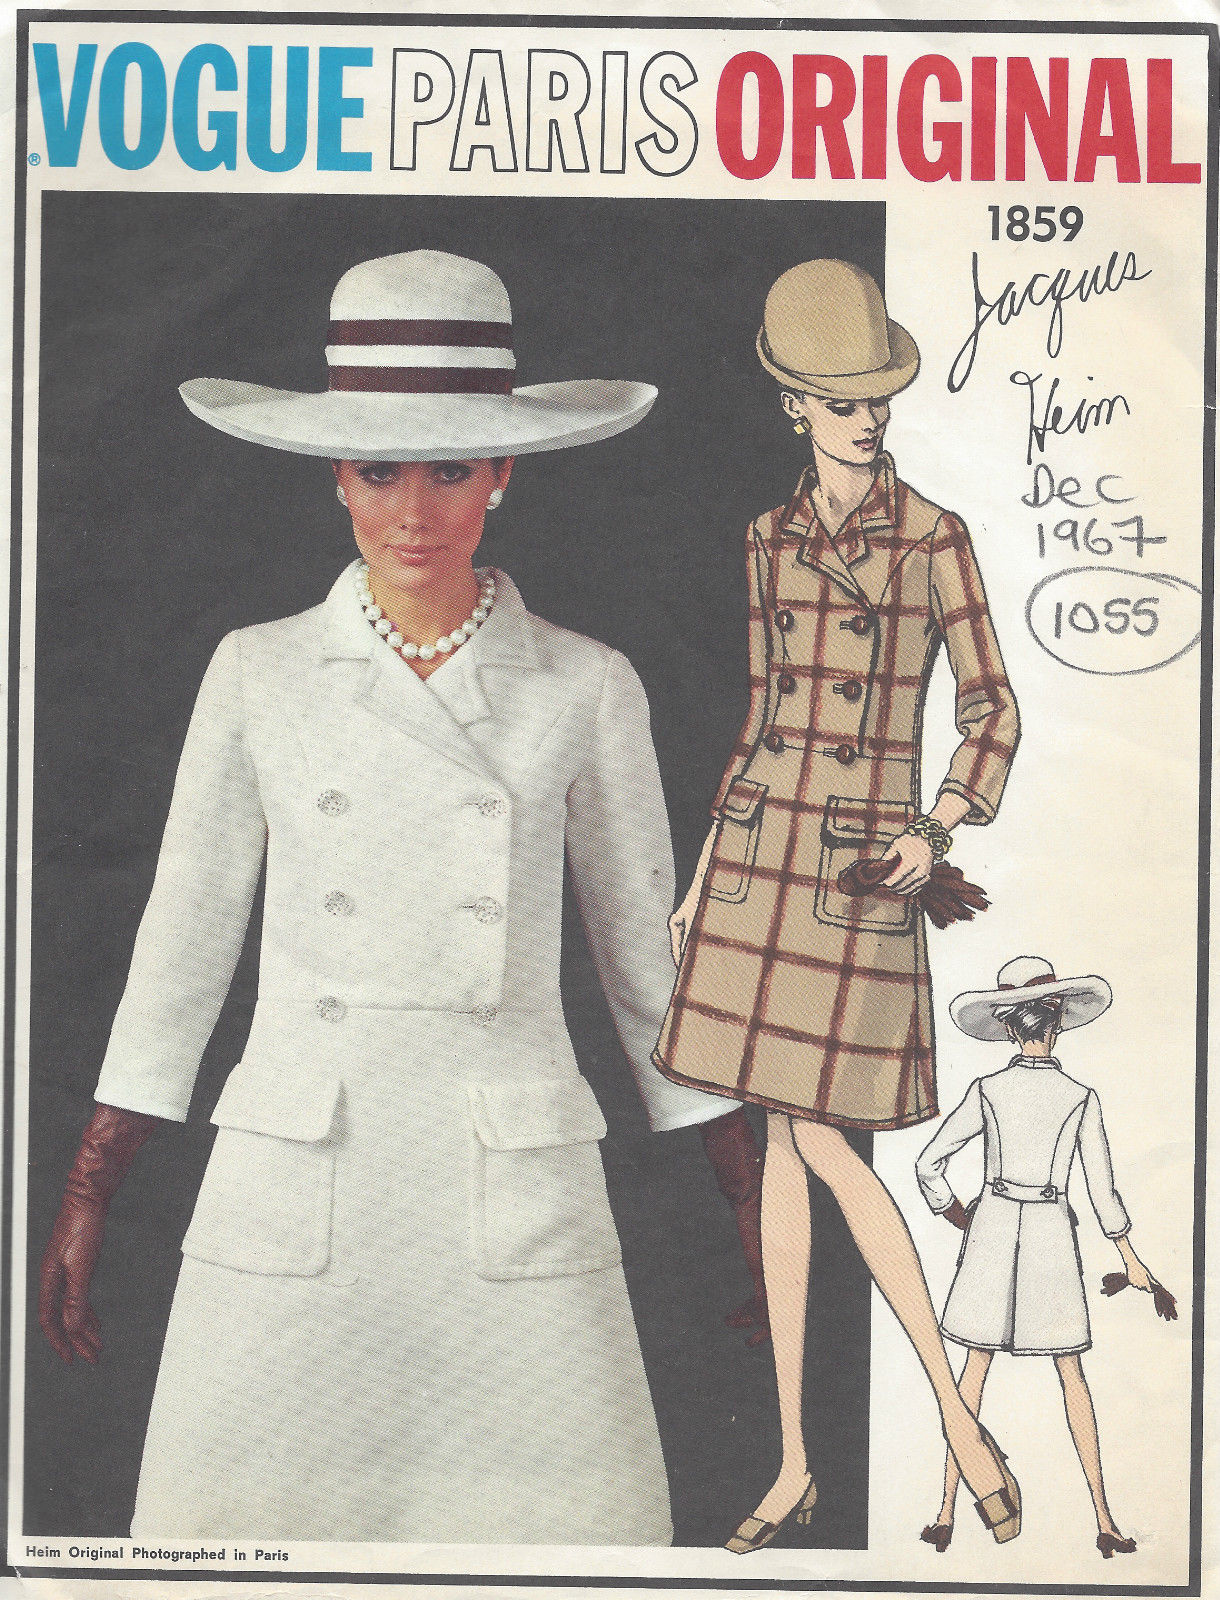 VOGUE PARIS ORIGINAL
®
1859
Jacques
Heim
Dec
1967
1055
Heim Original Photographed in Paris